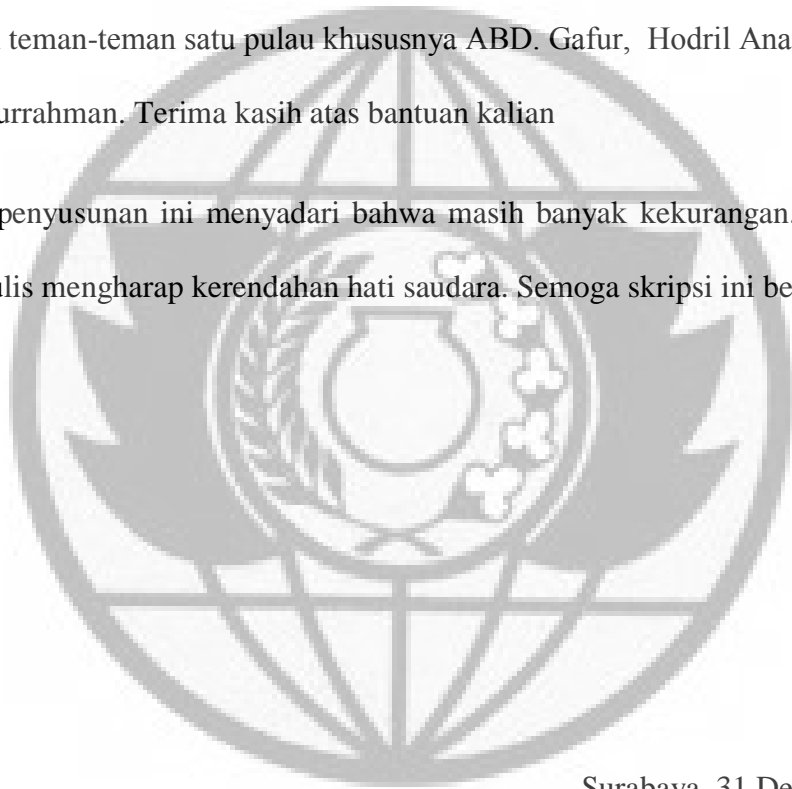 teman-teman satu pulau khususnya ABD. Gafur, Hodril Ana
urrahman. Terima kasih atas bantuan kalian
penyusunan ini menyadari bahwa masih banyak kekurangan.
ulis mengharap kerendahan hati saudara. Semoga skripsi ini be
Surabaya, 31 De